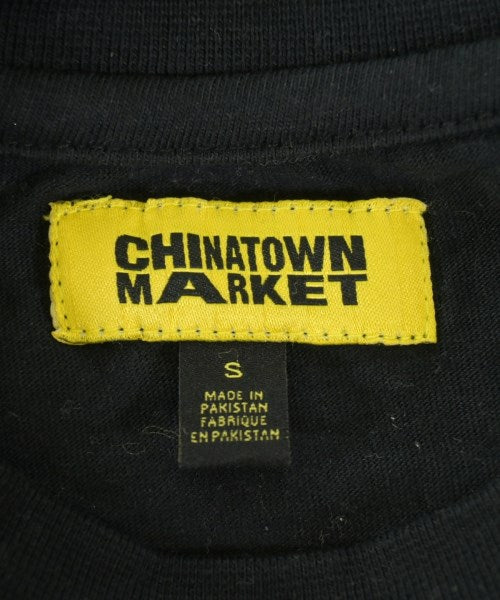 CHINATOWN
MARKET
S
MADE IN
PAKISTAN
FABRIQUE
EN PAKISTAN